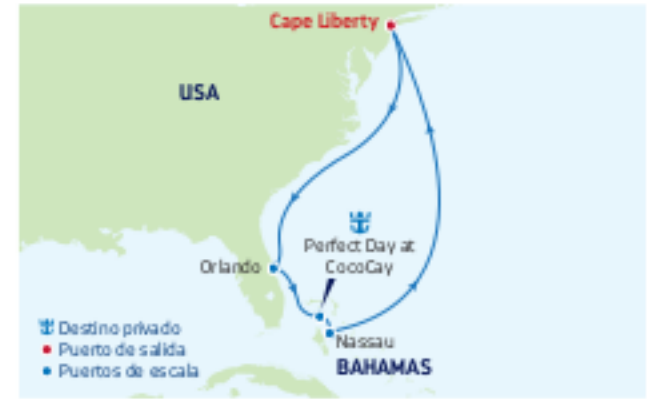 Cape Liberty
USA
Perfect Day at
CocoCay
Orlando
Destino privado
Puerto de salida
Puertos de escala
Nassau
BAHAMAS